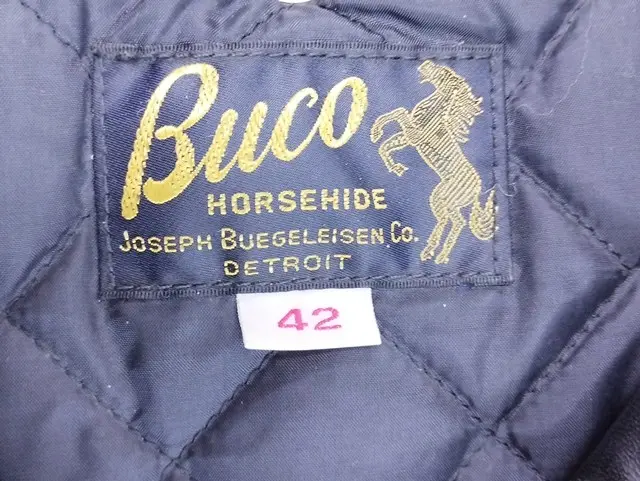 Buco
HORSEHIDE
JOSEPH BUEGELEISEN, CO.
DETROIT
42